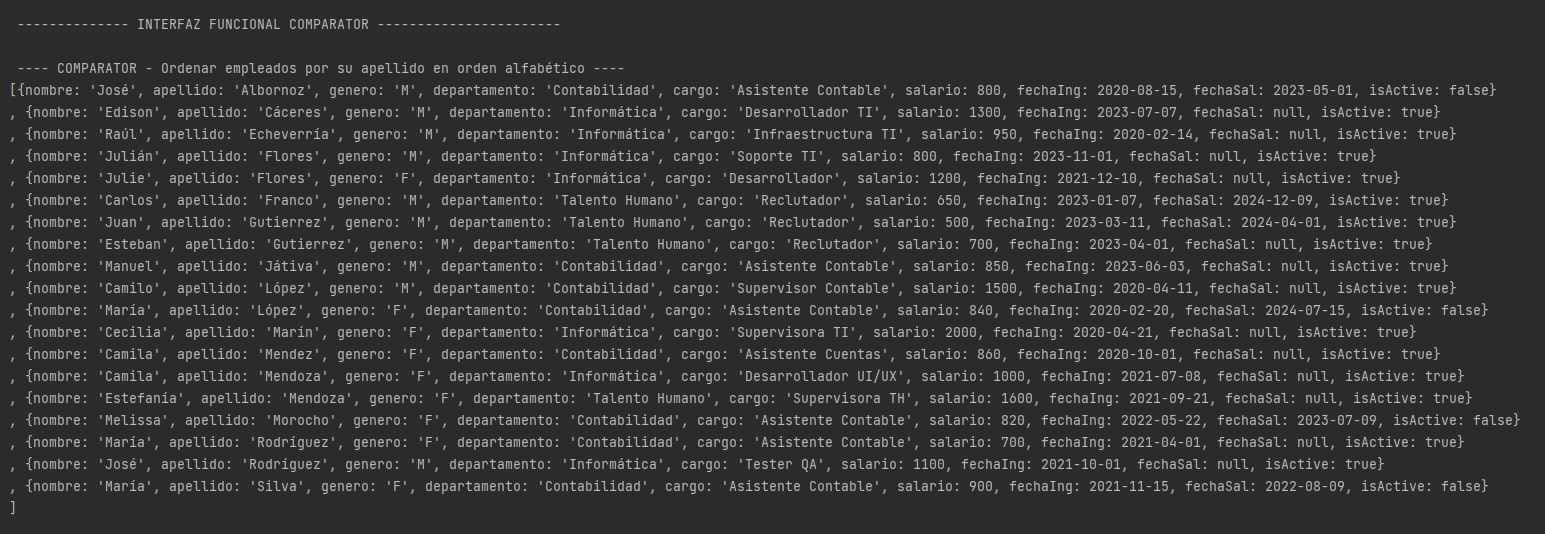 -------------- INTERFAZ FUNCIONAL COMPARATOR -----------------------
---- COMPARATOR - Ordenar empleados por su apellido en orden alfabético ----
[{nombre: 'José', apellido: 'Albornoz', genero: 'M', departamento: 'Contabilidad', cargo: 'Asistente Contable', salario: 800, fechaIng: 2020-08-15, fechaSal: 2023-05-01, isActive: false}
, {nombre: 'Edison', apellido: 'Cáceres', genero: 'M', departamento: 'Informática', cargo: 'Desarrollador TI', salario: 1300, fechaIng: 2023-07-07, fechaSal: null, isActive: true}
, {nombre: 'Raúl', apellido: 'Echeverría', genero: 'M', departamento: 'Informática', cargo: 'Infraestructura TI', salario: 950, fechaIng: 2020-02-14, fechaSal: null, isActive: true}
, {nombre: 'Julián', apellido: 'Flores', genero: 'M', departamento: 'Informática', cargo: 'Soporte TI', salario: 800, fechaIng: 2023-11-01, fechaSal: null, isActive: true}
, {nombre: 'Julie', apellido: 'Flores', genero: 'F', departamento: 'Informática', cargo: 'Desarrollador', salario: 1200, fechaIng: 2021-12-10, fechaSal: null, isActive: true}
, {nombre: 'Carlos', apellido: 'Franco', genero: 'M', departamento: 'Talento Humano', cargo: 'Reclutador', salario: 650, fechaIng: 2023-01-07, fechaSal: 2024-12-09, isActive: true}
, {nombre: 'Juan', apellido: 'Gutierrez', genero: 'M', departamento: 'Talento Humano', cargo: 'Reclutador', salario: 500, fechaIng: 2023-03-11, fechaSal: 2024-04-01, isActive: true}
, {nombre: 'Esteban', apellido: 'Gutierrez', genero: 'M', departamento: 'Talento Humano', cargo: 'Reclutador', salario: 700, fechaIng: 2023-04-01, fechaSal: null, isActive: true}
, {nombre: 'Manuel', apellido: 'Játiva', genero: 'M', departamento: 'Contabilidad', cargo: 'Asistente Contable', salario: 850, fechaIng: 2023-06-03, fechaSal: null, isActive: true}
, {nombre: 'Camilo', apellido: 'López', genero: 'M', departamento: 'Contabilidad', cargo: 'Supervisor Contable', salario: 1500, fechaIng: 2020-04-11, fechaSal: null, isActive: true}
, {nombre: 'María', apellido: 'López', genero: 'F', departamento: 'Contabilidad', cargo: 'Asistente Contable', salario: 840, fechaIng: 2020-02-20, fechaSal: 2024-07-15, isActive: false}
, {nombre: 'Cecilia', apellido: 'Marín', genero: 'F', departamento: 'Informática', cargo: 'Supervisora TI', salario: 2000, fechaIng: 2020-04-21, fechaSal: null, isActive: true}
, {nombre: 'Camila', apellido: 'Mendez', genero: 'F', departamento: 'Contabilidad', cargo: 'Asistente Cuentas', salario: 860, fechaIng: 2020-10-01, fechaSal: null, isActive: true}
, {nombre: 'Camila', apellido: 'Mendoza', genero: 'F', departamento: 'Informática', cargo: 'Desarrollador UI/UX', salario: 1000, fechaIng: 2021-07-08, fechaSal: null, isActive: true}
, {nombre: 'Estefanía', apellido: 'Mendoza', genero: 'F', departamento: 'Talento Humano', cargo: 'Supervisora TH', salario: 1600, fechaIng: 2021-09-21, fechaSal: null, isActive: true}
, {nombre: 'Melissa', apellido: 'Morocho', genero: 'F', departamento: 'Contabilidad', cargo: 'Asistente Contable', salario: 820, fechaIng: 2022-05-22, fechaSal: 2023-07-09, isActive: false}
, {nombre: 'María', apellido: 'Rodríguez', genero: 'F', departamento: 'Contabilidad', cargo: 'Asistente Contable', salario: 700, fechaIng: 2021-04-01, fechaSal: null, isActive: true}
, {nombre: 'José', apellido: 'Rodríguez', genero: 'M', departamento: 'Informática', cargo: 'Tester QA', salario: 1100, fechaIng: 2021-10-01, fechaSal: null, isActive: true}
, {nombre: 'María', apellido: 'Silva', genero: 'F', departamento: 'Contabilidad', cargo: 'Asistente Contable', salario: 900, fechaIng: 2021-11-15, fechaSal: 2022-08-09, isActive: false}
]